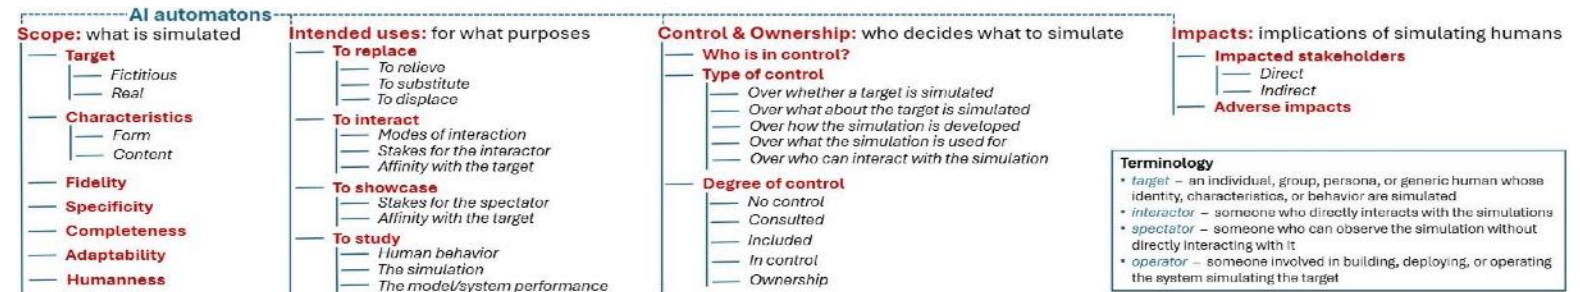 AI automatons
Scope: what is simulated
Target
Fictitious
Real
Characteristics
Form
Content
Fidelity
Specificity
Completeness
Adaptability
Humanness
Intended uses: for what purposes
To replace
To relieve
To substitute
To displace
To interact
Modes of interaction
Stakes for the interactor
Affinity with the target
To showcase
Stakes for the spectator
Affinity with the target
To study
Human behavior
The simulation
The model/system performance
Control & Ownership: who decides what to simulate
Who is in control?
Type of control
Over whether a target is simulated
Over what about the target is simulated
Over how the simulation is developed
Over what the simulation is used for
Over who can interact with the simulation
Degree of control
No control
Consulted
Included
In control
Ownership
Impacts: implications of simulating humans
Impacted stakeholders
Direct
Indirect
Adverse impacts
Terminology
• target – an individual, group, persona, or generic human whose
identity, characteristics, or behavior are simulated
• interactor – someone who directly interacts with the simulations
• spectator – someone who can observe the simulation without
directly interacting with it
• operator – someone involved in building, deploying, or operating
the system simulating the target